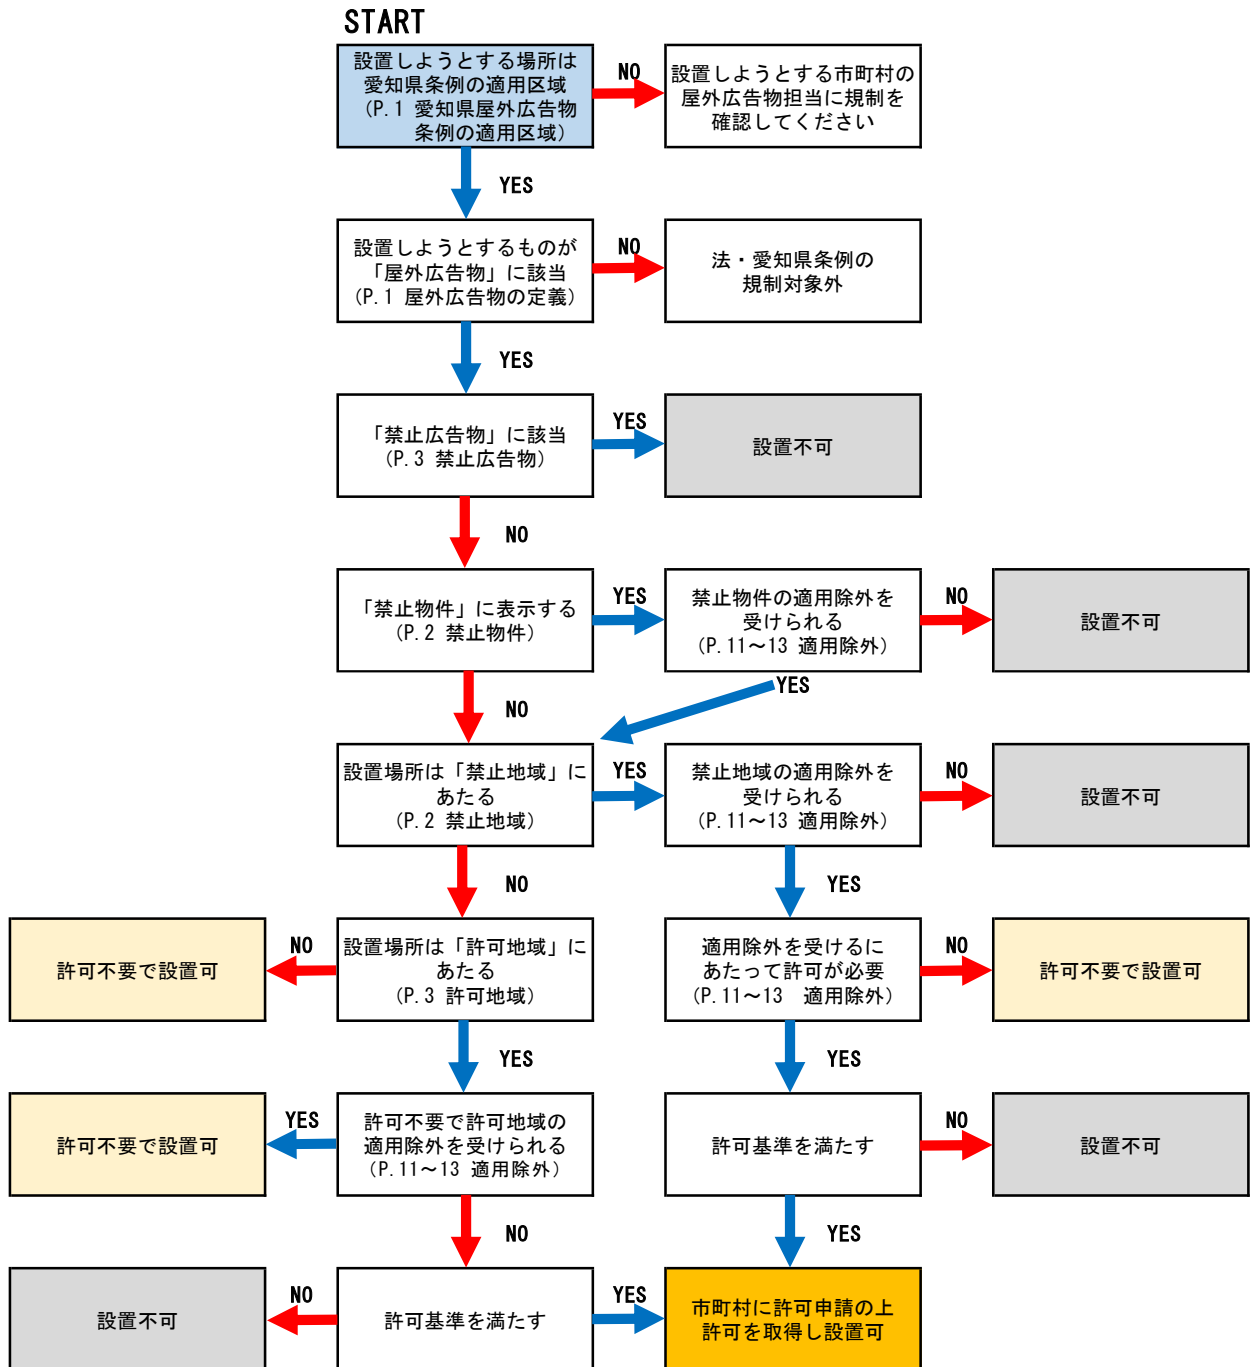 START
設置しようとする場所は
愛知県条例の適用区域
(P.1 愛知県屋外広告物
条例の適用区域)
NO
設置しようとする市町村の
屋外広告物担当に規制を
確認してください
YES
設置しようとするものが
「屋外広告物」に該当
(P.1 屋外広告物の定義)
NO
法・愛知県条例の
規制対象外
YES
「禁止広告物」に該当
(P.3 禁止広告物)
YES
設置不可
NO
「禁止物件」に表示する
(P.2 禁止物件)
YES
禁止物件の適用除外を
受けられる
(P.11～13 適用除外)
NO
設置不可
YES
NO
設置場所は「禁止地域」に
あたる
(P.2 禁止地域)
YES
禁止地域の適用除外を
受けられる
(P.11～13 適用除外)
NO
設置不可
NO
YES
許可不要で設置可
NO
設置場所は「許可地域」に
あたる
(P.3 許可地域)
適用除外を受けるに
あたって許可が必要
(P.11～13　適用除外)
NO
許可不要で設置可
YES
YES
許可不要で設置可
YES
許可不要で許可地域の
適用除外を受けられる
(P.11～13 適用除外)
許可基準を満たす
NO
設置不可
NO
YES
設置不可
NO
許可基準を満たす
YES
市町村に許可申請の上
許可を取得し設置可